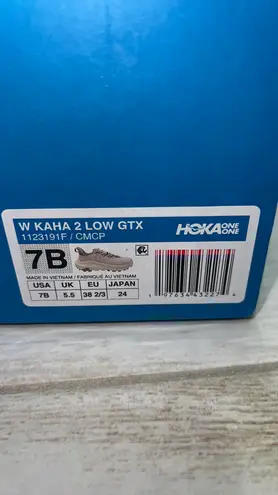 W KAHA 2 LOW GTX
1123191F / CMCP
HOKA ONE ONE
7B
MADE IN VIETNAM / FABRIQUÉ AU VIETNAM
USA UK EU JAPAN
7B 5.5 38 2/3 24